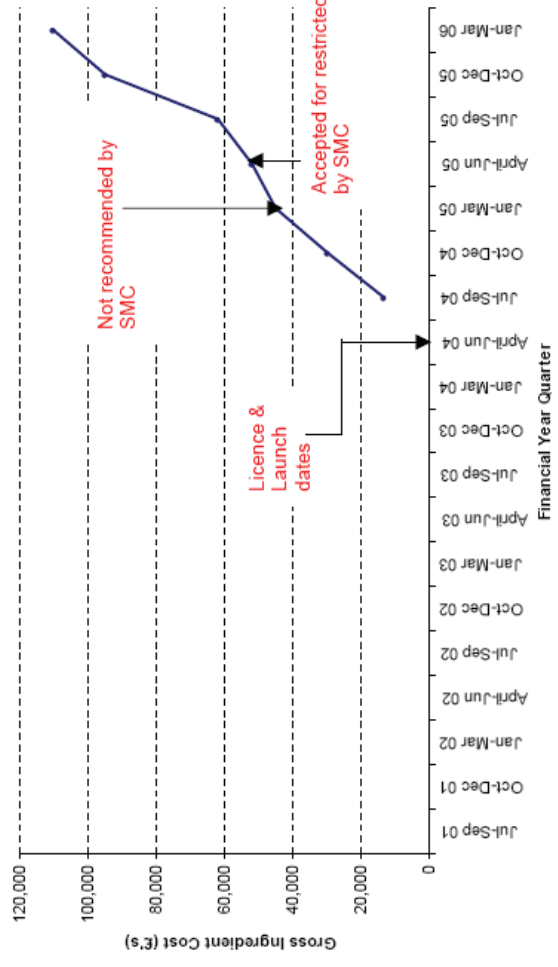 120,000
100,000
80,000
60,000
40,000
20,000
0
Gross Ingredient Cost (£'s)
Not recommended by
SMC
Accepted for restricted
by SMC
Licence &
Launch
dates
Jul-Sep 01
Oct-Dec 01
Jan-Mar 02
April-Jun 02
Jul-Sep 02
Oct-Dec 02
Jan-Mar 03
April-Jun 03
Jul-Sep 03
Oct-Dec 03
Jan-Mar 04
April-Jun 04
Jul-Sep 04
Oct-Dec 04
Jan-Mar 05
April-Jun 05
Jul-Sep 05
Oct-Dec 05
Jan-Mar 06
Financial Year Quarter